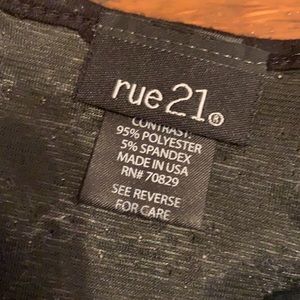 rue21®
CONTRAST:
95% POLYESTER
5% SPANDEX
MADE IN USA
RN# 70829
SEE REVERSE
FOR CARE